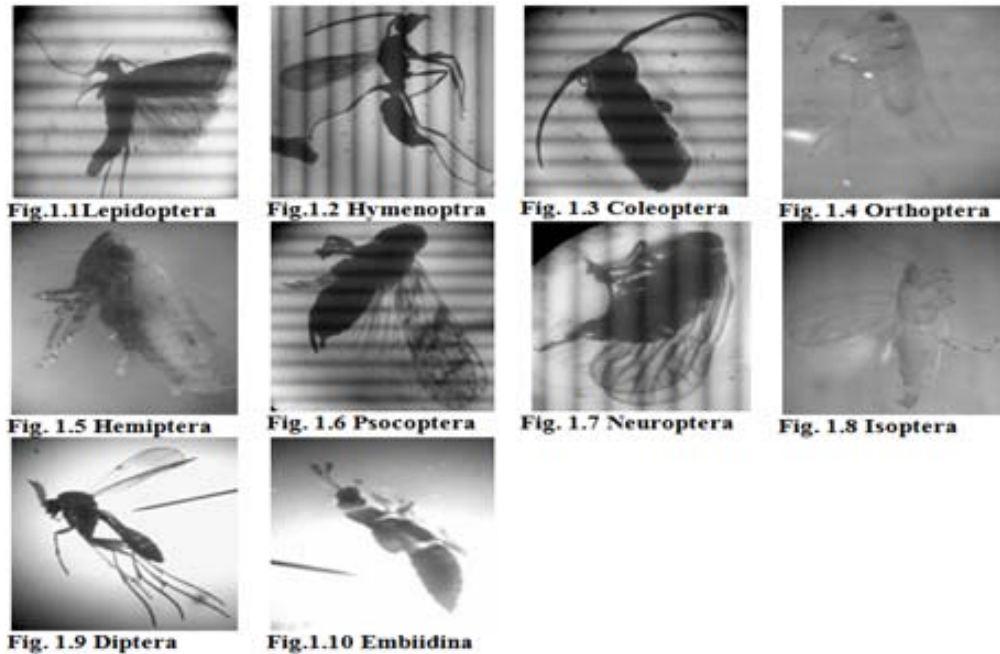 Fig.1.1Lepidoptera
Fig.1.2 Hymenoptra
Fig. 1.3 Coleoptera
Fig. 1.4 Orthoptera
Fig. 1.5 Hemiptera
Fig. 1.6 Psocoptera
Fig. 1.7 Neuroptera
Fig. 1.8 Isoptera
Fig. 1.9 Diptera
Fig.1.10 Embiidina